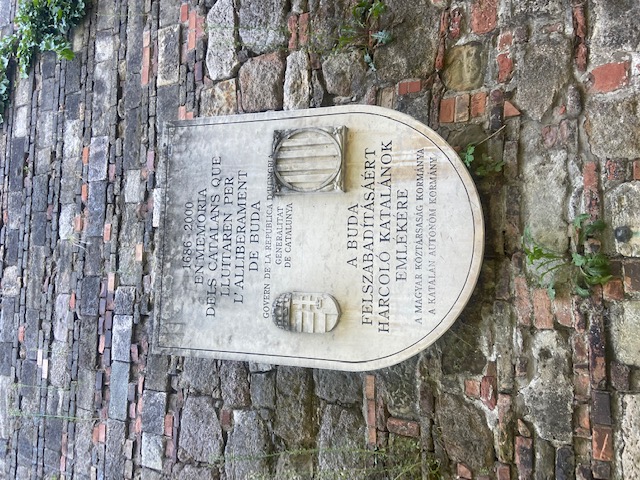 1686-2000
EN MEMÒRIA
DELS CATALANS QUE
LLUITAREN PER
L'ALLIBERAMENT
DE BUDA
GOVERN DE LA REPÚBLICA D'HONGRIA
GENERALITAT
DE CATALUNYA
A BUDA
FELSZABADÍTÁSÁÉRT
HARCOLÓ KATALÁNOK
EMLÉKÉRE
A MAGYAR KÖZTÁRSASÁG KORMÁNYA
A KATALÁN AUTONÓM KORMÁNY